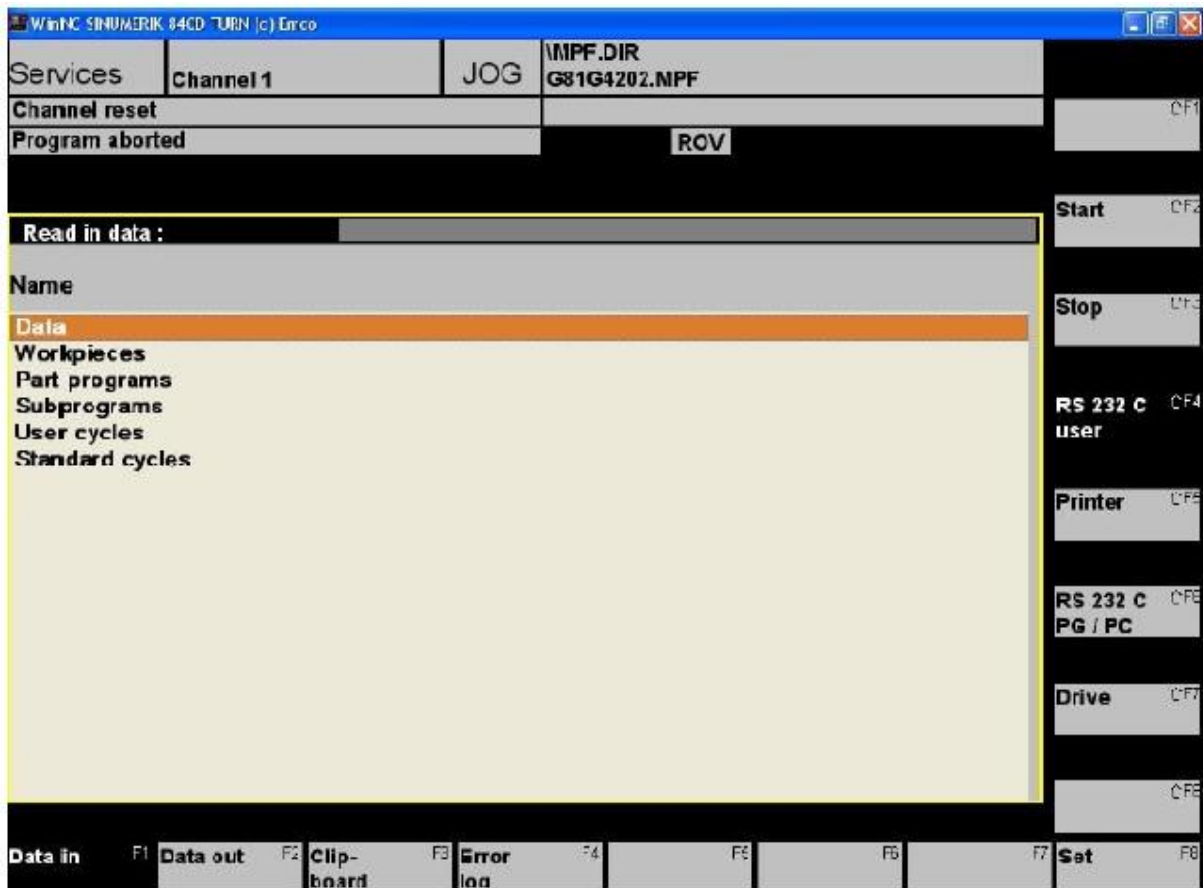 WinNC SINUMERIK 840D TURN (c) Emco
Services
Channel 1
JOG
\MPF.DIR
G81G4202.MPF
Channel reset
Program aborted
ROV
Read in data :
Name
Data
Workpieces
Part programs
Subprograms
User cycles
Standard cycles
CF1
Start CF2
Stop CF3
RS 232 C CF4
user
Printer CF5
RS 232 C CF6
PG / PC
Drive CF7
CF8
Data in F1
Data out F2
Clip- F3
board
Error F4
log
F5
F6
F7
Set F8